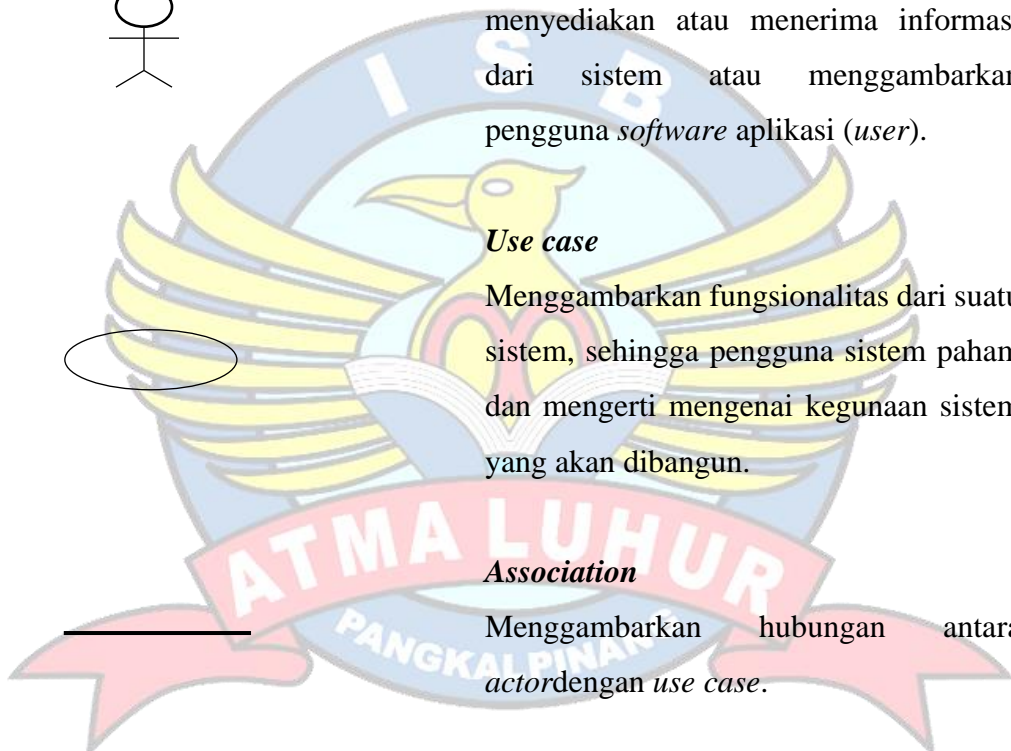 menyediakan atau menerima informas
dari sistem atau menggambarkan
pengguna software aplikasi (user).
Use case
Menggambarkan fungsionalitas dari suatu
sistem, sehingga pengguna sistem paham
dan mengerti mengenai kegunaan sistem
yang akan dibangun.
Association
Menggambarkan hubungan antara
actordengan use case.
I S B
ATMA LUHUR
PANGKALPINANG